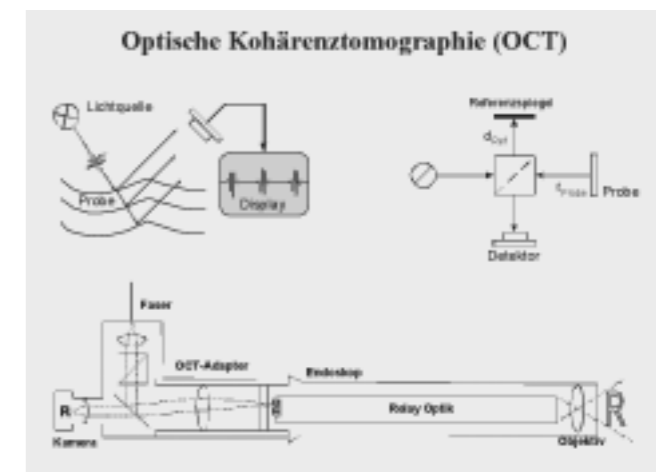 Optische Kohärenztomographie (OCT)
Lichtquelle
Probe
Display
Referenzspiegel
Probe
Detektor
Faser
OCT-Adapter
Endoskop
R
Relay Optik
Kamera
Objektiv